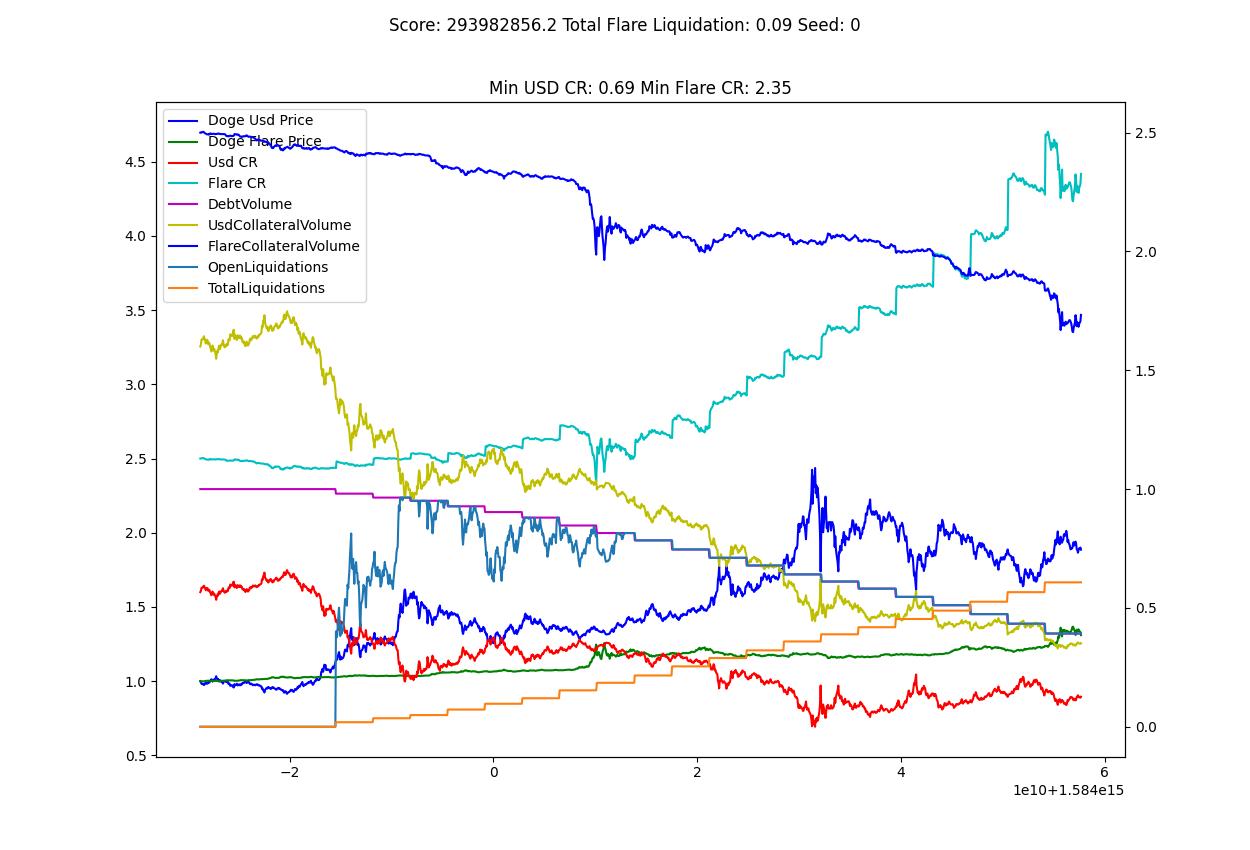 Score: 293982856.2 Total Flare Liquidation: 0.09 Seed: 0
Min USD CR: 0.69 Min Flare CR: 2.35
Doge Usd Price
Doge Flare Price
Usd CR
Flare CR
DebtVolume
UsdCollateralVolume
FlareCollateralVolume
OpenLiquidations
TotalLiquidations
4.5
4.0
3.5
3.0
2.5
2.0
1.5
1.0
0.5
2.5
2.0
1.5
1.0
0.5
0.0
−2
0
2
4
6
1e10+1.584e15